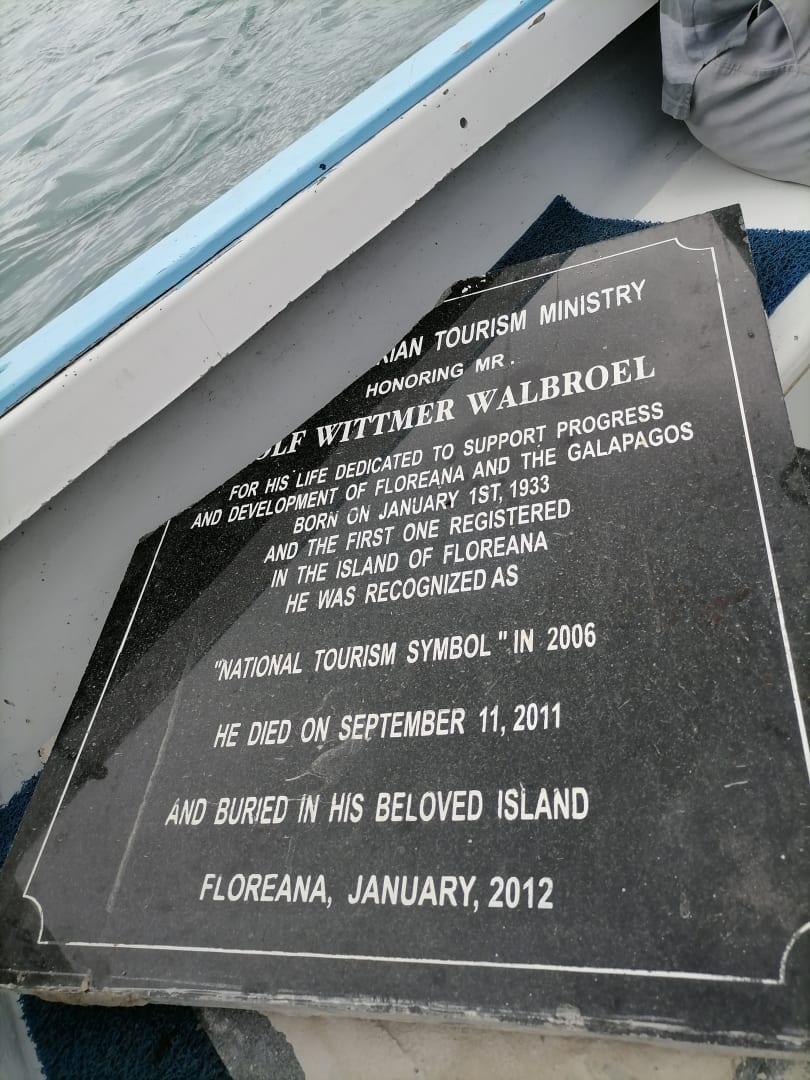 TOURISM MINISTRY
HONORING MR.
WITTMER WALBROEL
FOR HIS LIFE DEDICATED TO SUPPORT PROGRESS
AND DEVELOPMENT OF FLOREANA AND THE GALAPAGOS
BORN ON JANUARY 1ST, 1933
AND THE FIRST ONE REGISTERED
IN THE ISLAND OF FLOREANA
HE WAS RECOGNIZED AS
"NATIONAL TOURISM SYMBOL" IN 2006
HE DIED ON SEPTEMBER 11, 2011
AND BURIED IN HIS BELOVED ISLAND
FLOREANA, JANUARY, 2012